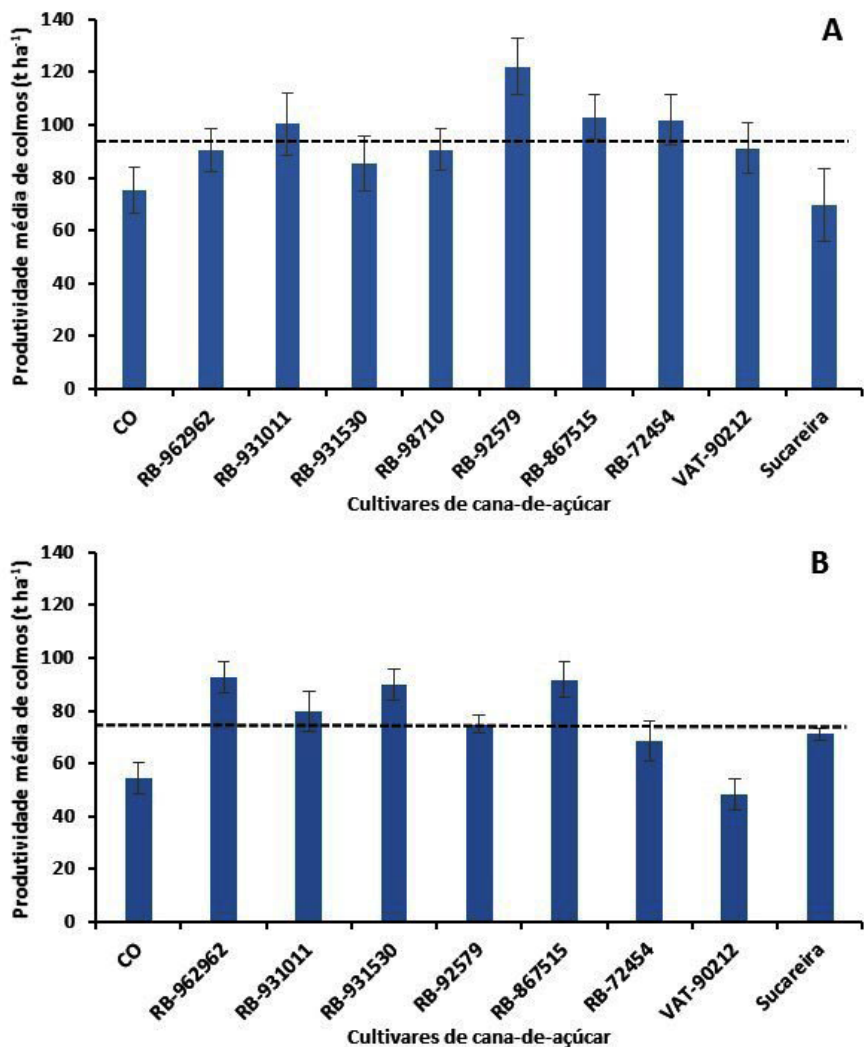 A
Produtividade média de colmos (t ha⁻¹)
140
120
100
80
60
40
20
0
CO
RB-962962
RB-931011
RB-931530
RB-98710
RB-92579
RB-867515
RB-72454
VAT-90212
Sucareira
Cultivares de cana-de-açúcar
B
Produtividade média de colmos (t ha⁻¹)
140
120
100
80
60
40
20
0
CO
RB-962962
RB-931011
RB-931530
RB-92579
RB-867515
RB-72454
VAT-90212
Sucareira
Cultivares de cana-de-açúcar